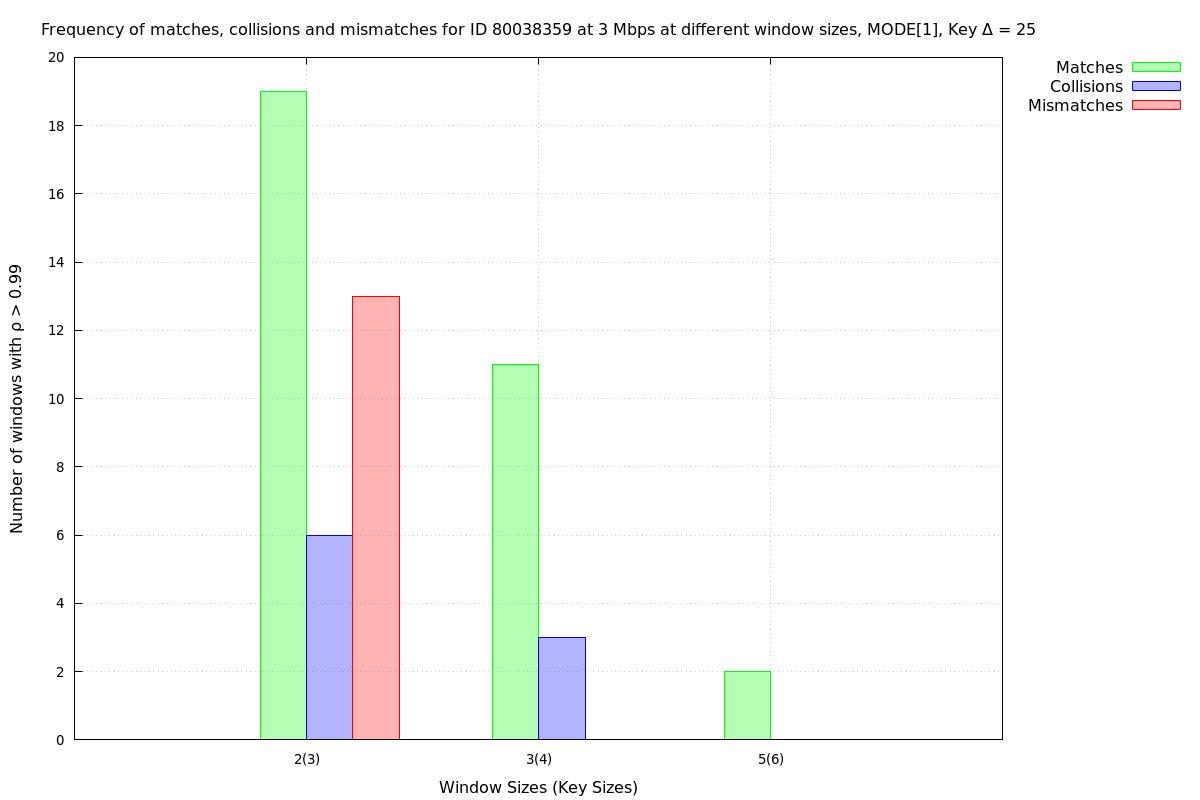 Frequency of matches, collisions and mismatches for ID 80038359 at 3 Mbps at different window sizes, MODE[1], Key Δ = 25
Matches
Collisions
Mismatches
Number of windows with ρ > 0.99
20
18
16
14
12
10
8
6
4
2
0
2(3)
3(4)
5(6)
Window Sizes (Key Sizes)